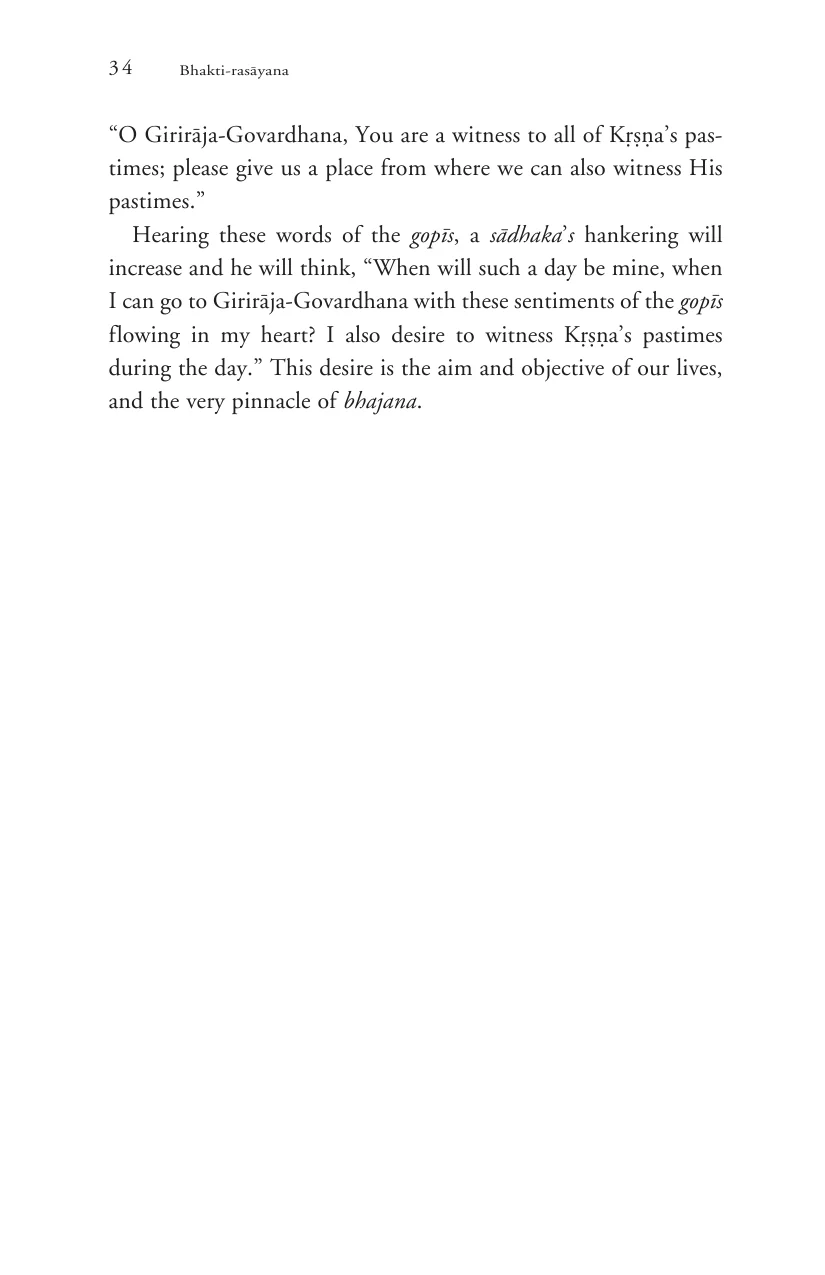 34 Bhakti-rasāyana
“O Girirāja-Govardhana, You are a witness to all of Kṛṣṇa’s pas-
times; please give us a place from where we can also witness His
pastimes.”
Hearing these words of the gopīs, a sādhaka’s hankering will
increase and he will think, “When will such a day be mine, when
I can go to Girirāja-Govardhana with these sentiments of the gopīs
flowing in my heart? I also desire to witness Kṛṣṇa’s pastimes
during the day.” This desire is the aim and objective of our lives,
and the very pinnacle of bhajana.